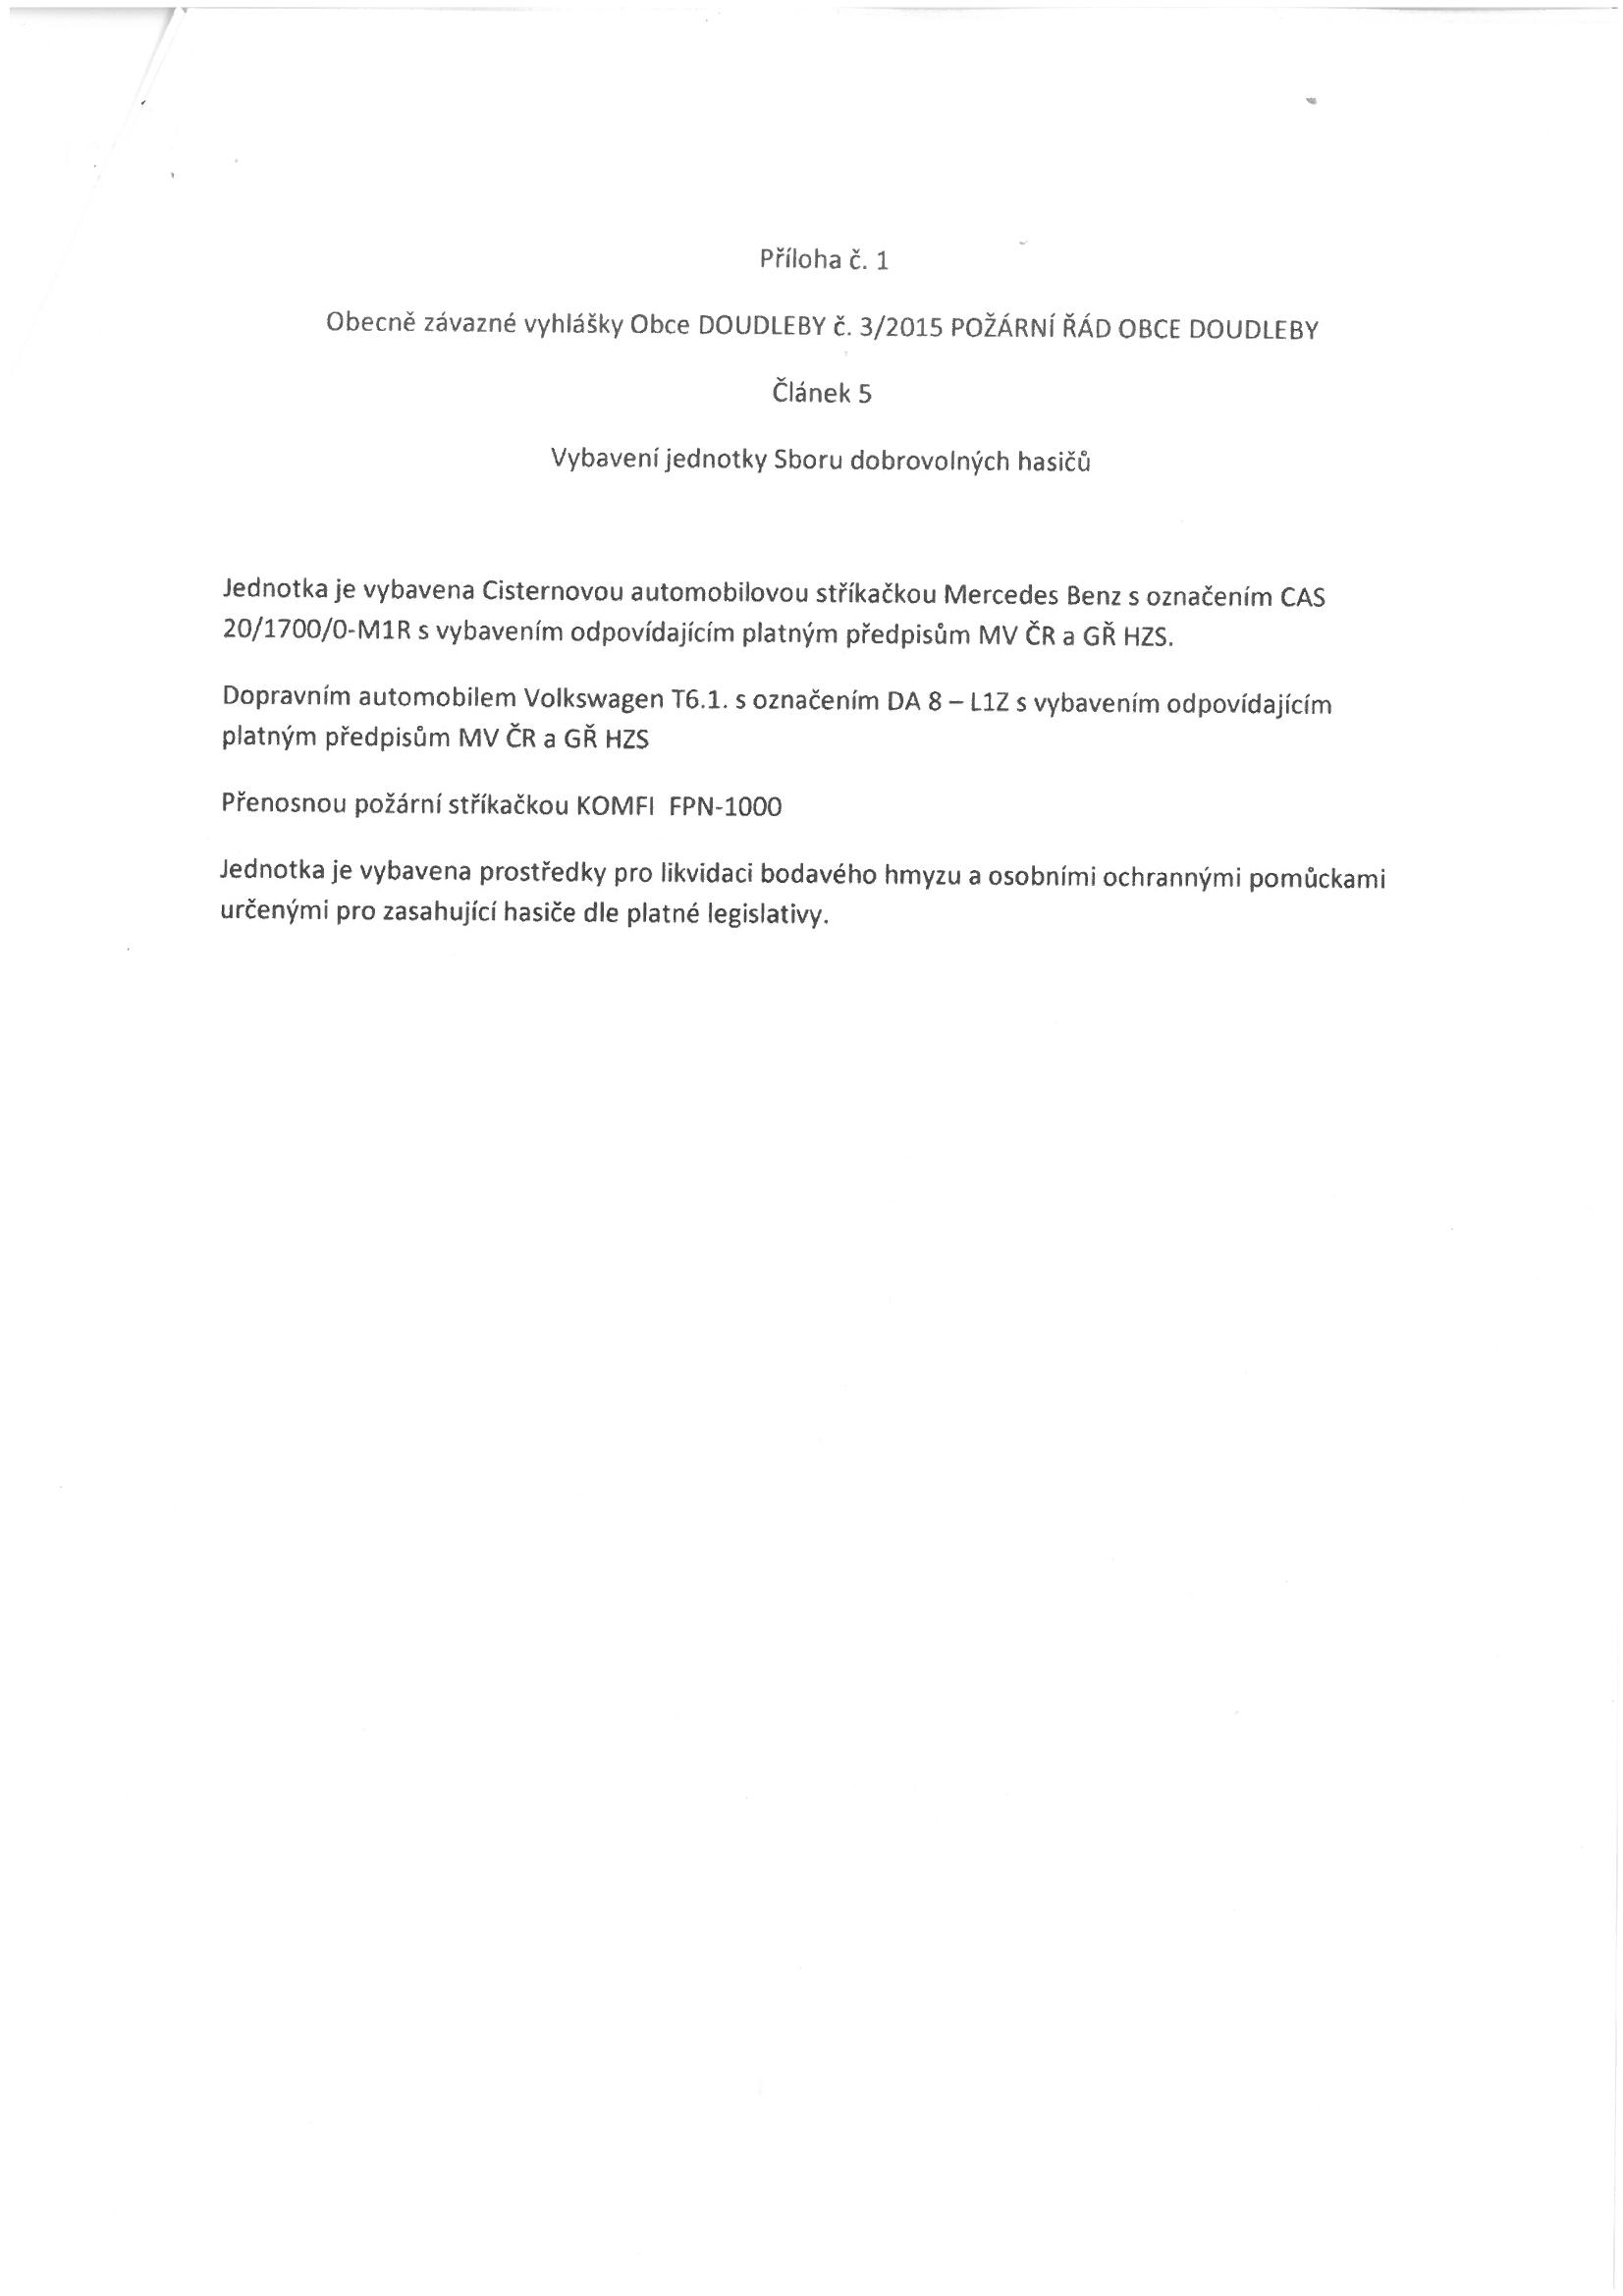 Příloha č. 1
Obecně závazné vyhlášky Obce DOUDLEBY č. 3/2015 POŽÁRNÍ ŘÁD OBCE DOUDLEBY
Článek 5
Vybavení jednotky Sboru dobrovolných hasičů
Jednotka je vybavena Cisternovou automobilovou stříkačkou Mercedes Benz s označením CAS
20/1700/0-M1R s vybavením odpovídajícím platným předpisům MV ČR a GŘ HZS.
Dopravním automobilem Volkswagen T6.1. s označením DA 8 – L1Z s vybavením odpovídajícím
platným předpisům MV ČR a GŘ HZS
Přenosnou požární stříkačkou KOMFI  FPN-1000
Jednotka je vybavena prostředky pro likvidaci bodavého hmyzu a osobními ochrannými pomůckami
určenými pro zasahující hasiče dle platné legislativy.